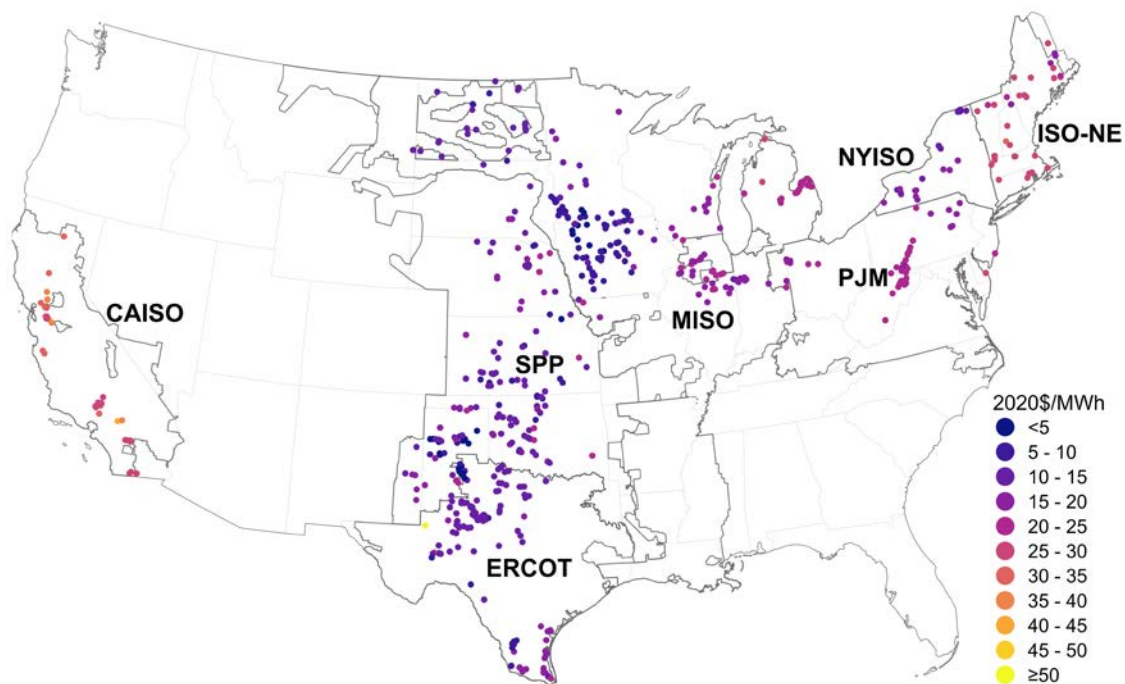 ISO-NE
NYISO
PJM
CAISO
MISO
SPP
ERCOT
2020$/MWh
<5
5 - 10
10 - 15
15 - 20
20 - 25
25 - 30
30 - 35
35 - 40
40 - 45
45 - 50
≥50